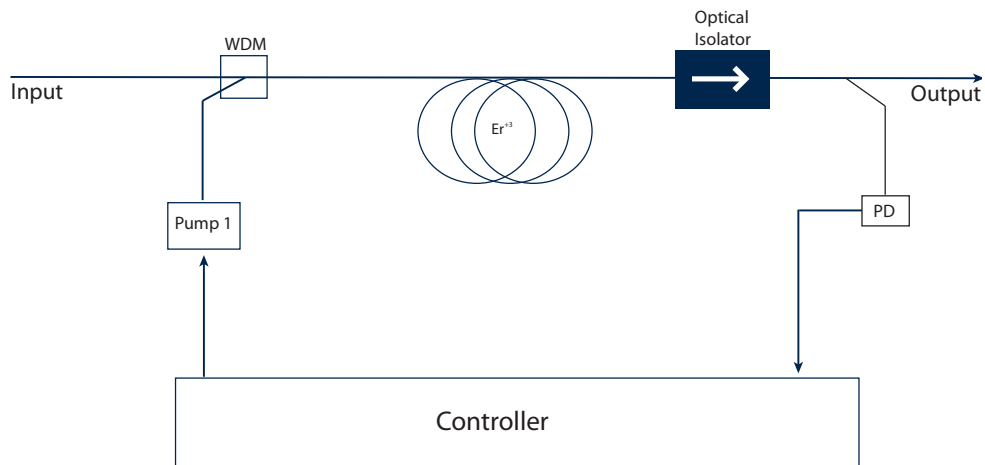 Optical
Isolator
WDM
Input
Output
Er+3
Pump 1
PD
Controller